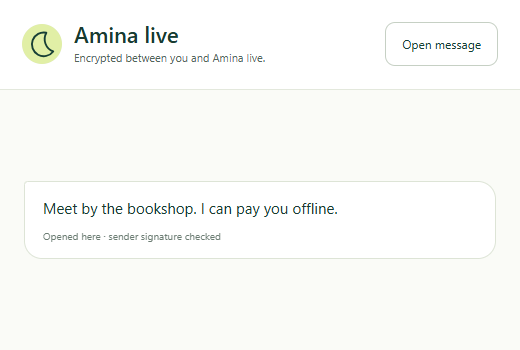 Amina live
Encrypted between you and Amina live.
Open message
Meet by the bookshop. I can pay you offline.
Opened here · sender signature checked